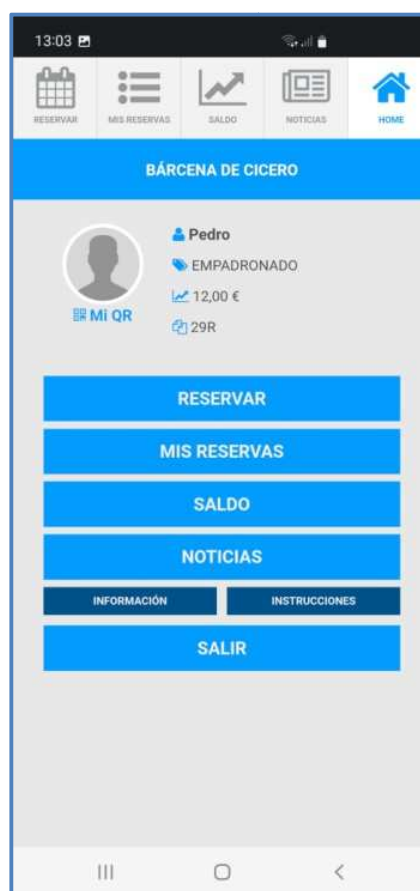 13:03
RESERVAR MIS RESERVAS SALDO NOTICIAS HOME
BÁRCENA DE CICERO
Pedro
EMPADRONADO
12,00 €
Mi QR
29R
RESERVAR
MIS RESERVAS
SALDO
NOTICIAS
INFORMACIÓN INSTRUCCIONES
SALIR